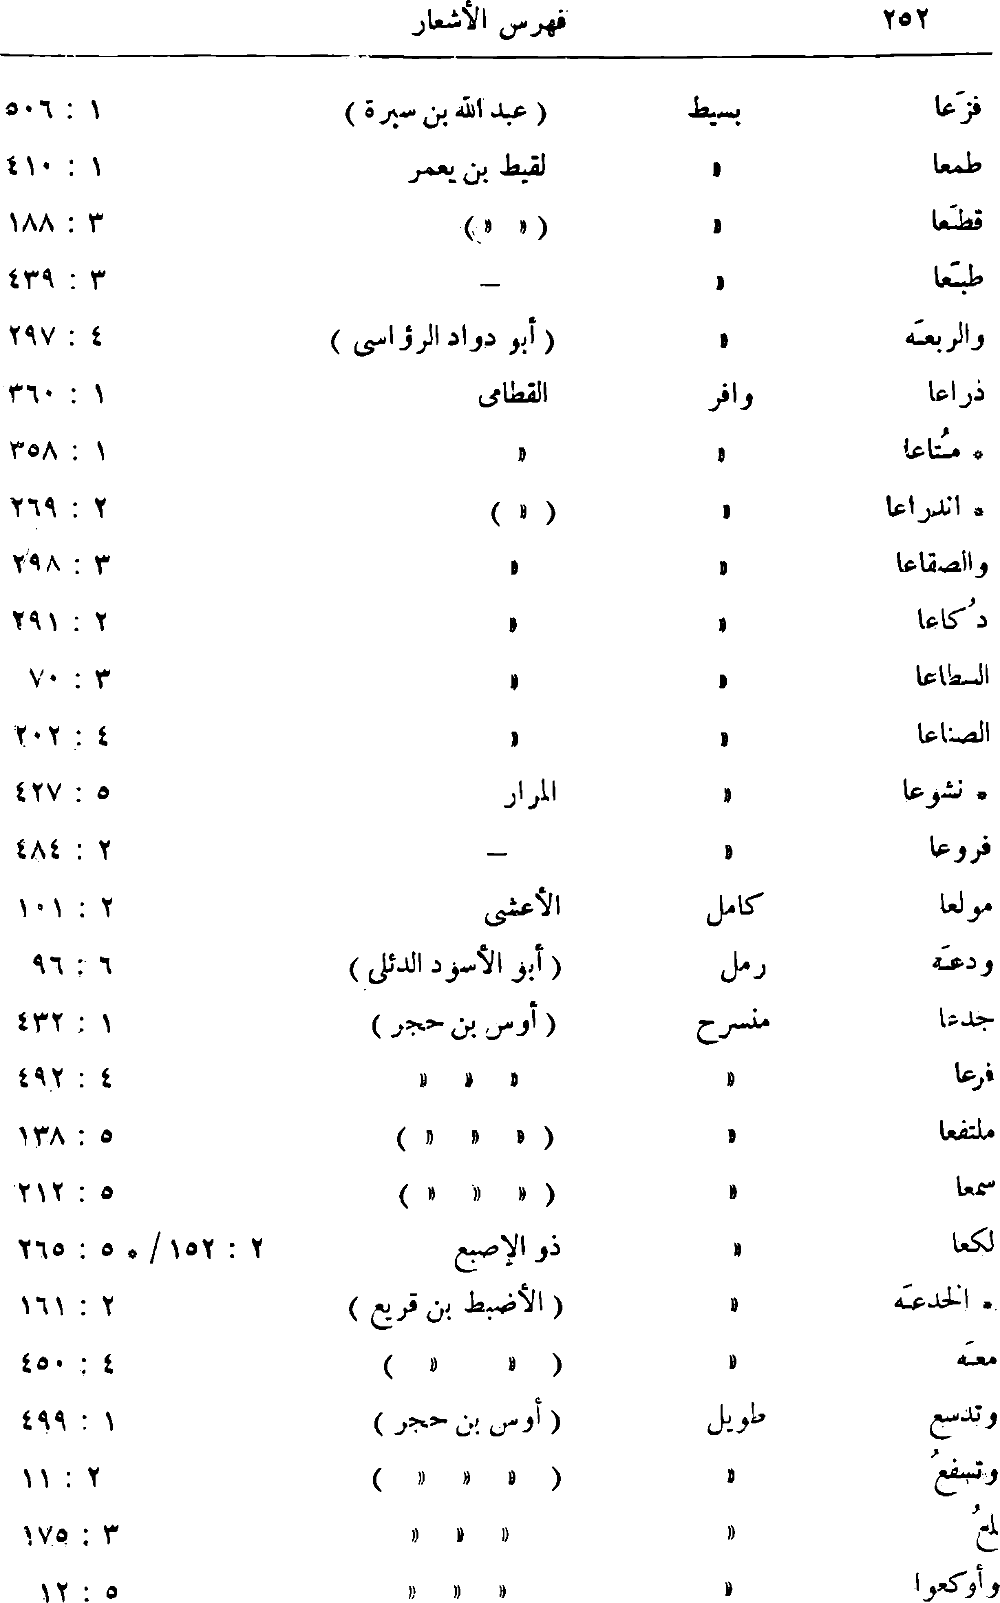 ٢٥٢ فهرس الأشعار
فزَعا بسيط ( عبد الله بن سبرة ) ١ : ٥٠٦
طمعا » لقيط بن يعمر ١ : ٤١٠
قطَعا » ( » » ) ٣ : ١٨٨
طبَعا » – ٣ : ٤٣٩
والربعَه » ( أبو دواد الرؤاسى ) ٤ : ٢٩٧
ذراعا وافر القطامى ١ : ٣٦٠
* مُتاعا » » ١ : ٣٥٨
* اندراعا » ( » ) ٢ : ٢٦٩
والصقاعا » » ٣ : ٢٩٨
دُكاعا » » ٢ : ٢٩١
السطاعا » » ٣ : ٧٠
الصناعا » » ٤ : ٢٠٢
* نشوعا » المرار ٥ : ٤٢٧
فروعا » – ٢ : ٤٨٤
مولعا كامل الأعشى ٢ : ١٠١
ودعَه رمل ( أبو الأسود الدئلى ) ٦ : ٩٦
جدعا منسرح ( أوس بن حجر ) ١ : ٤٣٢
فرعا » » » » ٤ : ٤٩٢
ملتفعا » ( » » » ) ٥ : ١٣٨
سمعا » ( » » » ) ٥ : ٢١٢
لكعا » ذو الإصبع ٢ : ١٥٢ / * ٥ : ٢٦٥
* الخدعَه » ( الأضبط بن قريع ) ٢ : ١٦١
معَه » ( » » ) ٤ : ٤٥٠
وتدسع طويل ( أوس بن حجر ) ١ : ٤٩٩
وتسفعُ » ( » » » ) ٢ : ١١
» » » » ٣ : ١٧٥
وأوكعوا » » » » ٥ : ١٢